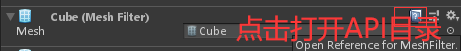 Cube (Mesh Filter)
Mesh
Cube
点击打开API目录
Open Reference for MeshFilter.